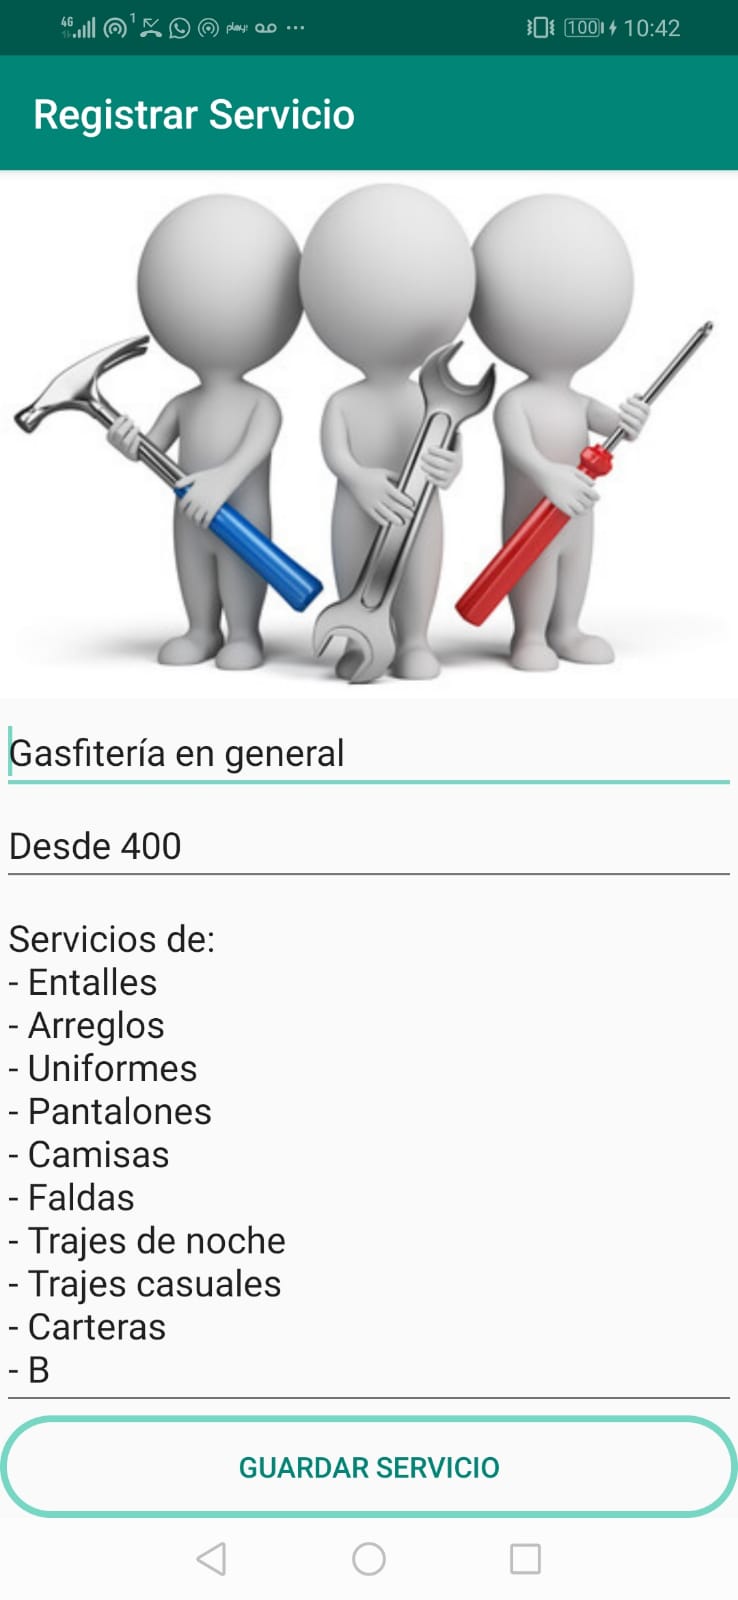 4G 1 play! 100 10:42
Registrar Servicio
Gasfitería en general
Desde 400
Servicios de:
- Entalles
- Arreglos
- Uniformes
- Pantalones
- Camisas
- Faldas
- Trajes de noche
- Trajes casuales
- Carteras
- B
GUARDAR SERVICIO